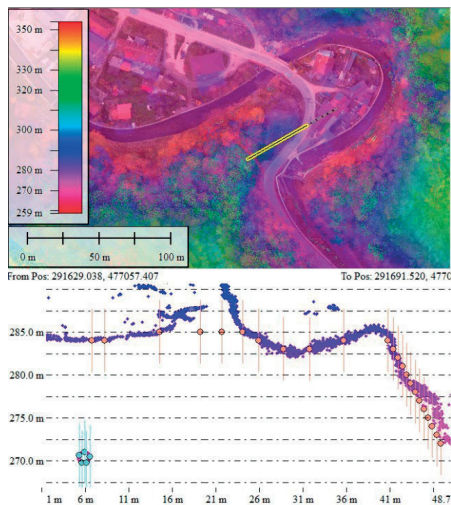 350 m
330 m
320 m
300 m
280 m
270 m
259 m
0 m 50 m 100 m
From Pos: 291629.038, 477057.407 To Pos: 291691.520, 4770
285.0 m
280.0 m
275.0 m
270.0 m
1 m 6 m 11 m 16 m 21 m 26 m 31 m 36 m 41 m 48.7